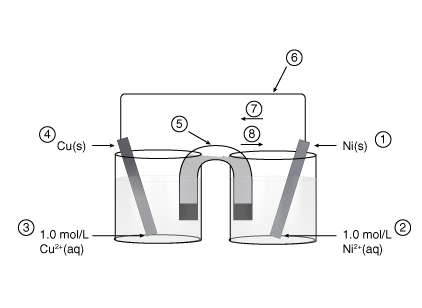 ⑥
⑦
⑤
⑧
④
Cu(s)
Ni(s)
①
③
1.0 mol/L
Cu²⁺(aq)
1.0 mol/L
②
Ni²⁺(aq)